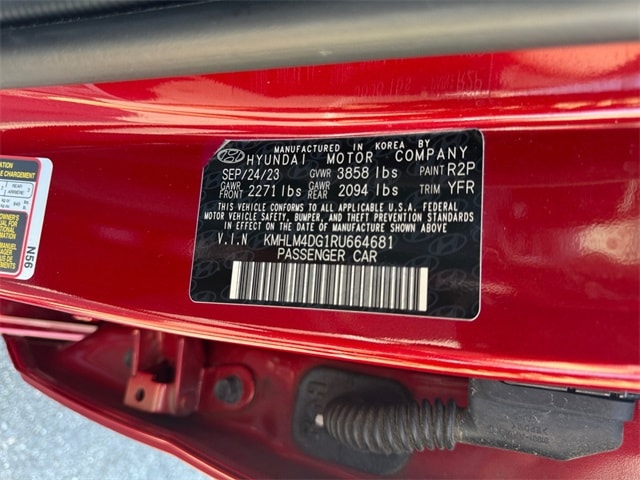 MANUFACTURED IN KOREA BY
HYUNDAI MOTOR COMPANY
SEP/24/23 GVWR 3858 lbs PAINT R2P
GAWR 2271 lbs GAWR 2094 lbs TRIM YFR
THIS VEHICLE CONFORMS TO ALL APPLICABLE U.S.A. FEDERAL
MOTOR VEHICLE SAFETY, BUMPER, AND THEFT PREVENTION STANDARDS
IN EFFECT ON THE DATE OF MANUFACTURE SHOWN ABOVE
V.I.N KMHLM4DG1RU664681
PASSENGER CAR
N56